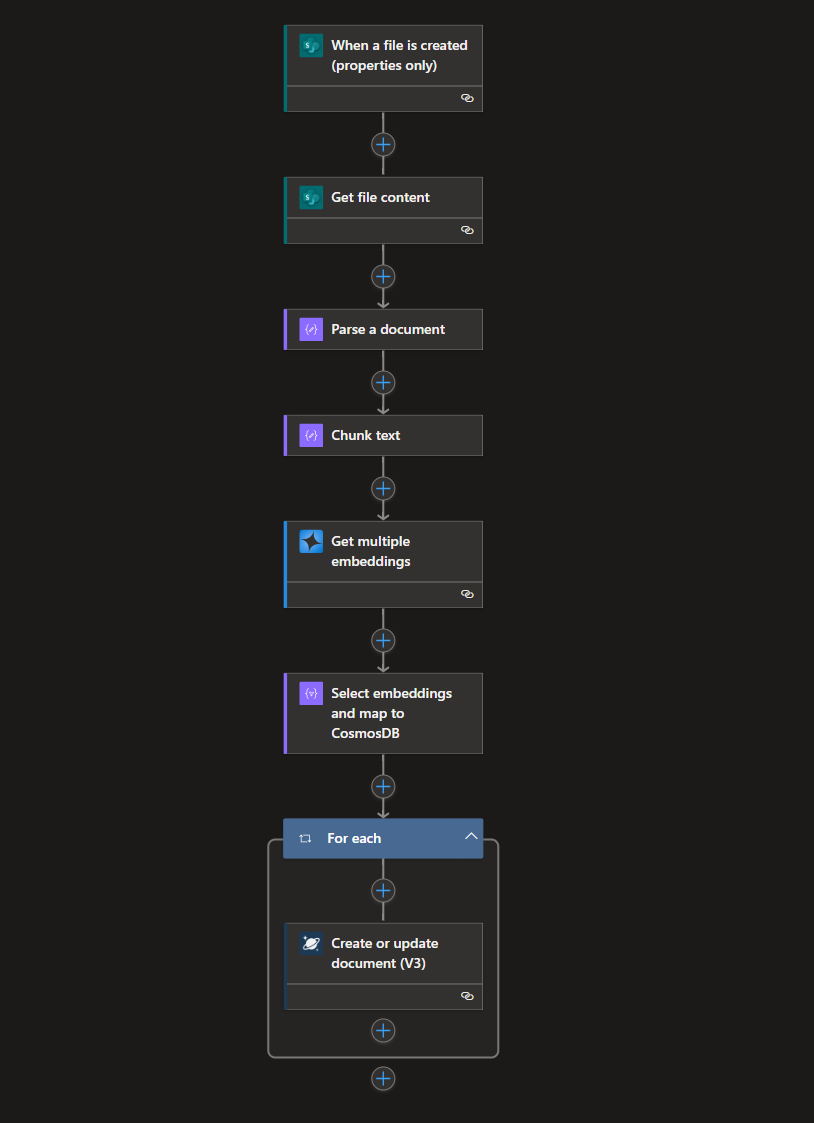 When a file is created
(properties only)
Get file content
Parse a document
Chunk text
Get multiple
embeddings
Select embeddings
and map to
CosmosDB
For each
Create or update
document (V3)